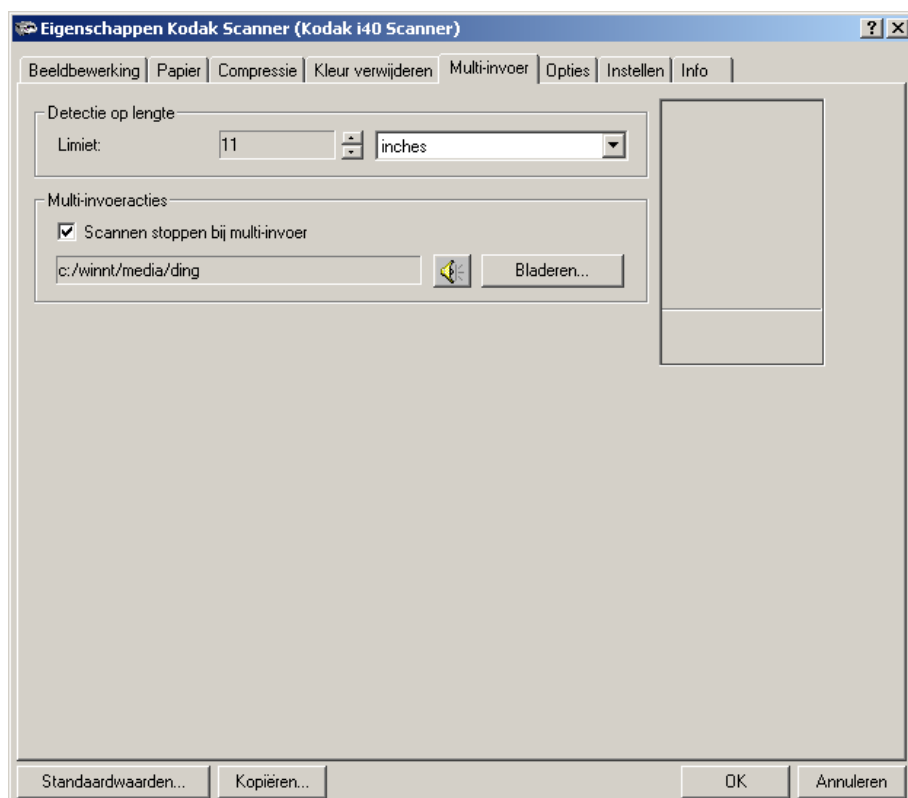 Eigenschappen Kodak Scanner (Kodak i40 Scanner)
Beeldbewerking Papier Compressie Kleur verwijderen Multi-invoer Opties Instellen Info
Detectie op lengte
Limiet: 11 inches
Multi-invoeracties
Scannen stoppen bij multi-invoer
c:/winnt/media/ding Bladeren...
Standaardwaarden... Kopiëren... OK Annuleren